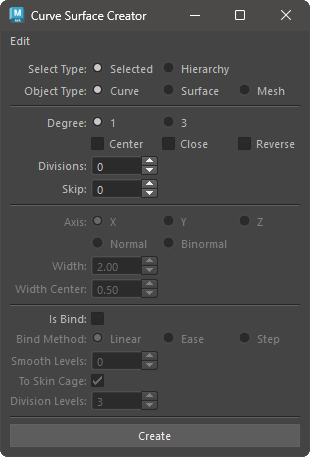 Curve Surface Creator
Edit
Select Type: Selected Hierarchy
Object Type: Curve Surface Mesh
Degree: 1 3
Center Close Reverse
Divisions: 0
Skip: 0
Axis: X Y Z
Normal Binormal
Width: 2.00
Width Center: 0.50
Is Bind:
Bind Method: Linear Ease Step
Smooth Levels: 0
To Skin Cage:
Division Levels: 3
Create